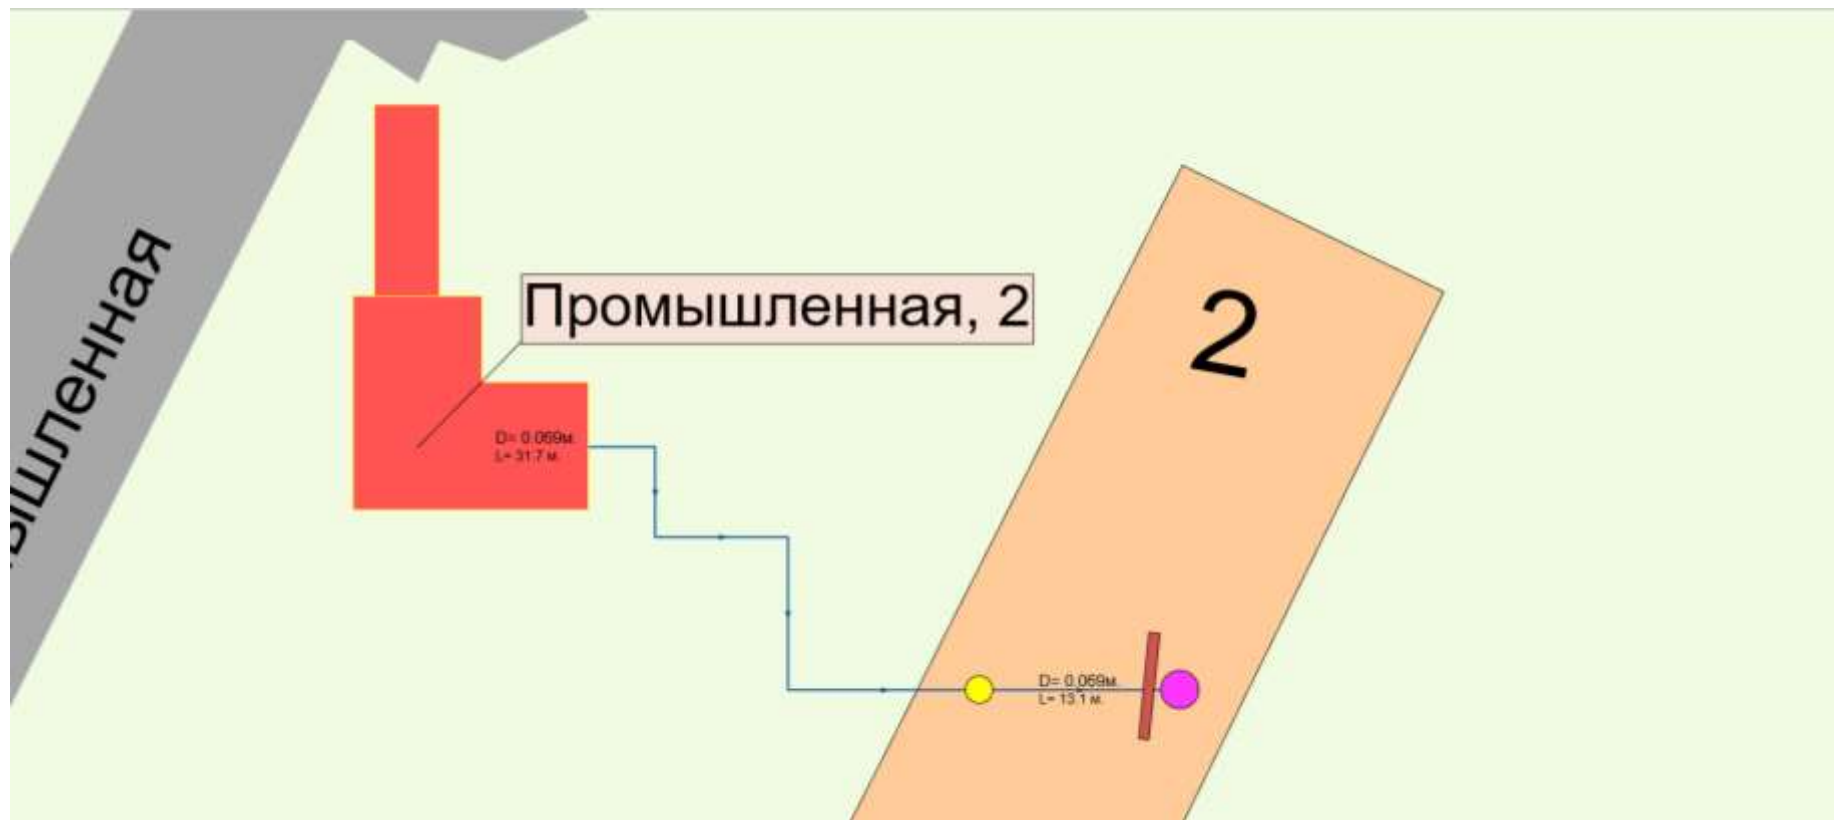 Промышленная, 2
2
ышленная
D= 0.069м.
L= 31.7 м.
D= 0.069м.
L= 13.1 м.